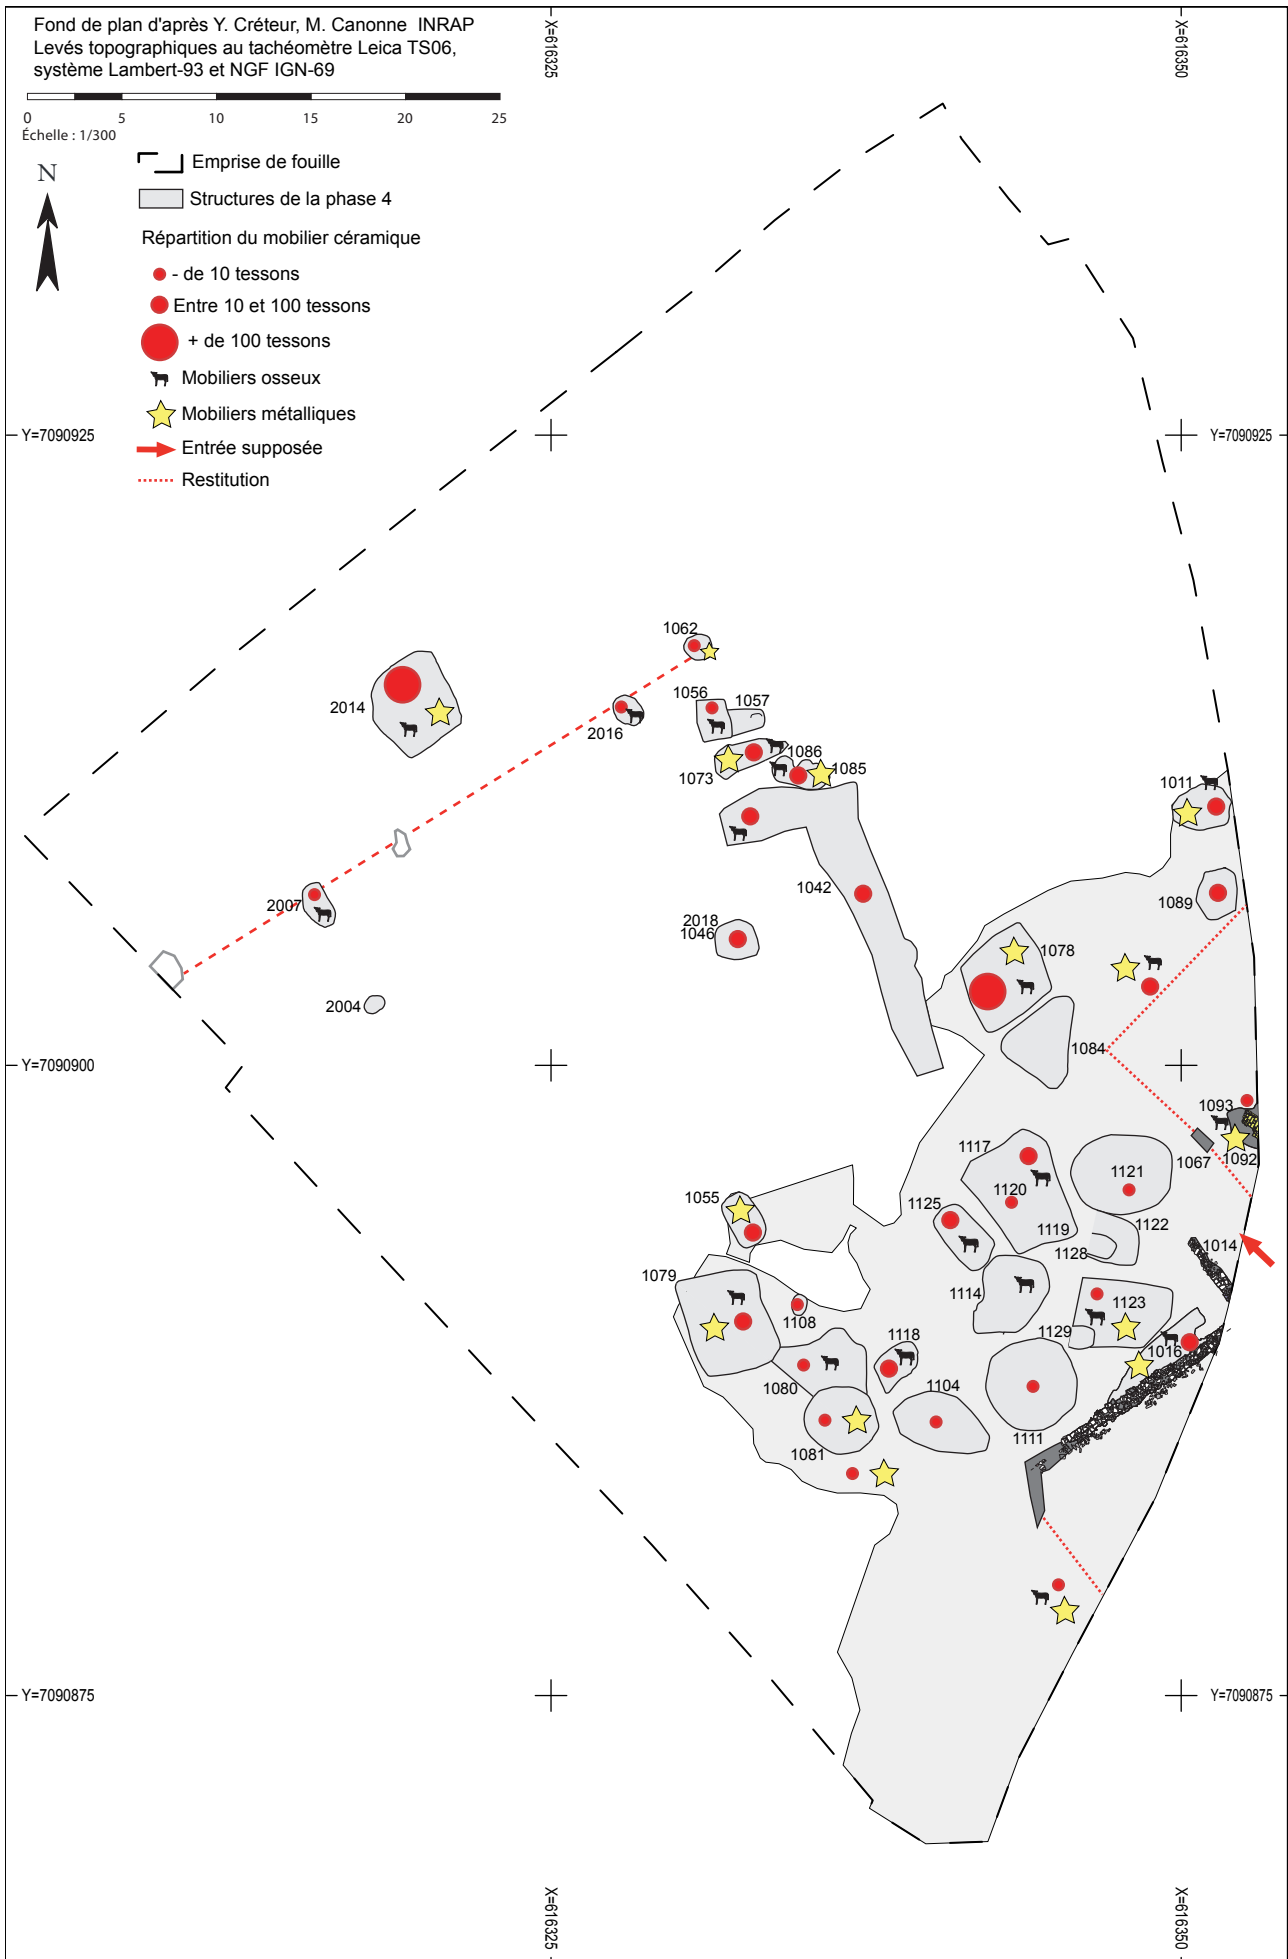 Fond de plan d'après Y. Créteur, M. Canonne INRAP
Levés topographiques au tachéomètre Leica TS06,
système Lambert-93 et NGF IGN-69
0 5 10 15 20 25
Échelle : 1/300
N
Emprise de fouille
Structures de la phase 4
Répartition du mobilier céramique
- de 10 tessons
Entre 10 et 100 tessons
+ de 100 tessons
Mobiliers osseux
Mobiliers métalliques
Entrée supposée
Restitution
X=616325
X=616350
Y=7090925
Y=7090925
1062
2014
2016
1056
1057
1073
1086
1085
1011
1042
1089
2007
2018
1046
1078
2004
1084
Y=7090900
1093
1067
1092
1117
1121
1120
1055
1125
1119
1122
1128
1014
1079
1114
1123
1108
1129
1016
1118
1080
1104
1081
1111
Y=7090875
Y=7090875
X=616325
X=616350